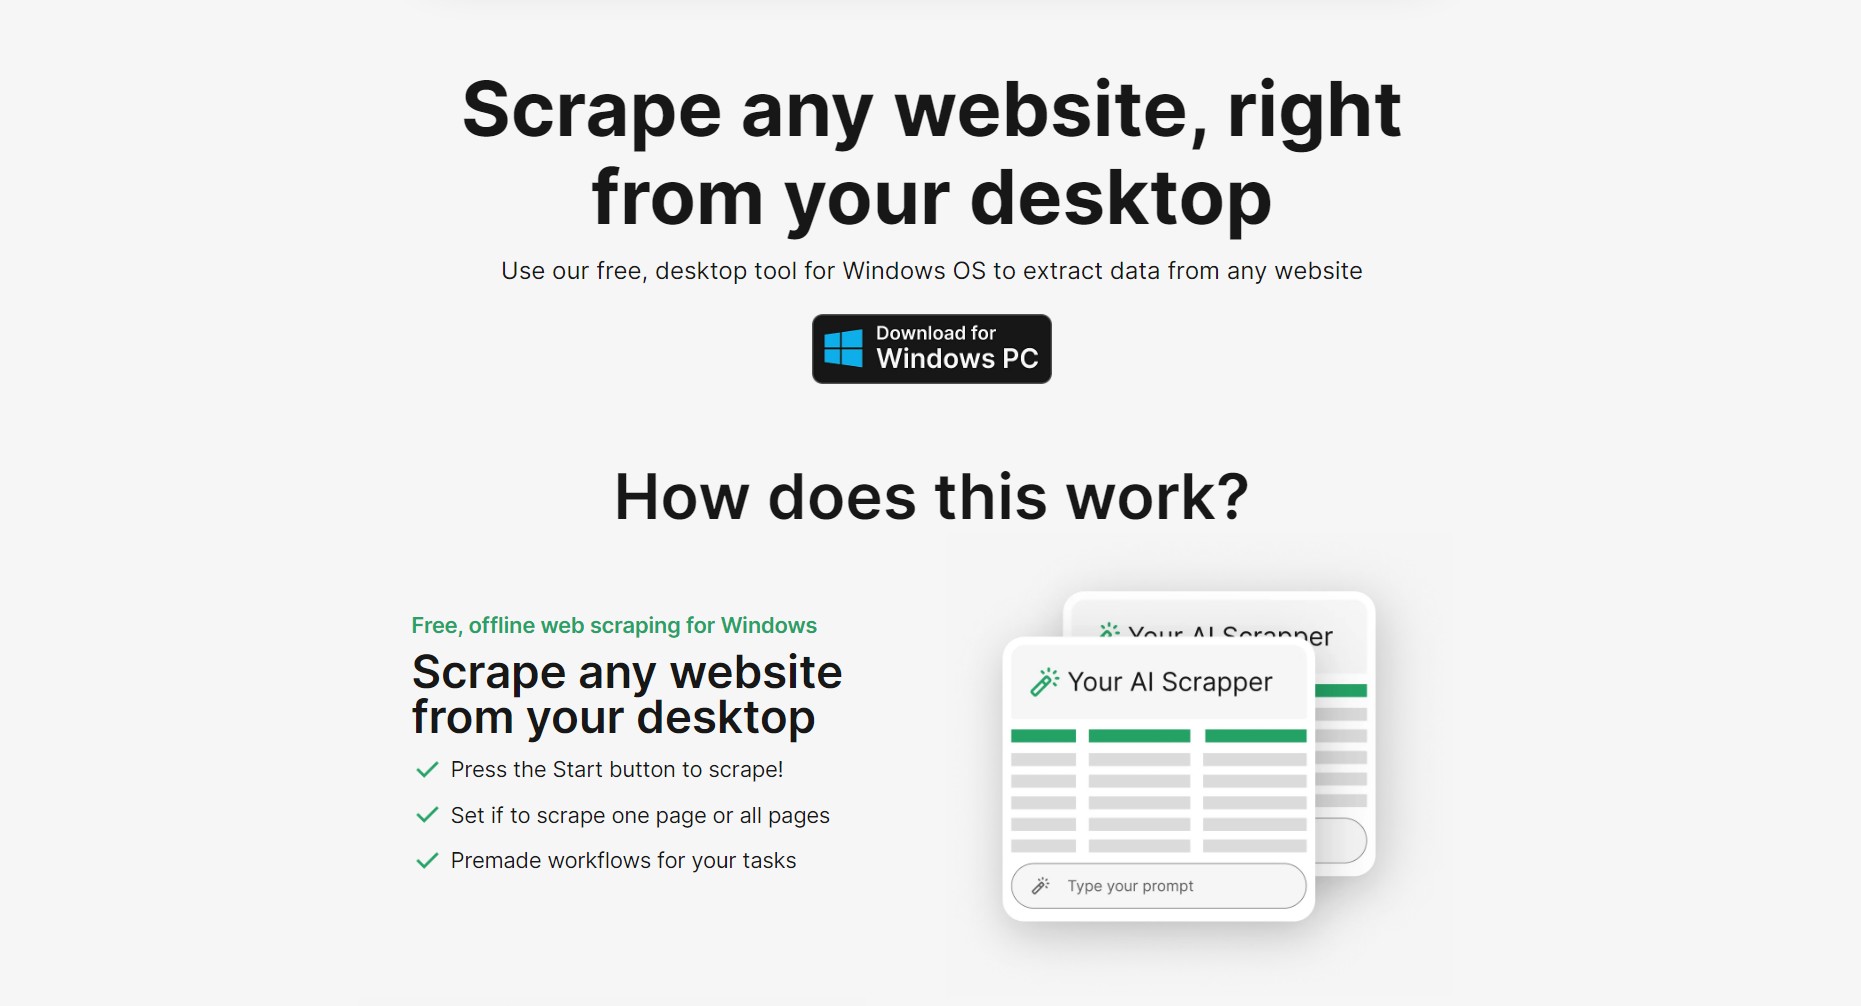 Scrape any website, right
from your desktop
Use our free, desktop tool for Windows OS to extract data from any website
Download for
Windows PC
How does this work?
Free, offline web scraping for Windows
Scrape any website
from your desktop
Press the Start button to scrape!
Set if to scrape one page or all pages
Premade workflows for your tasks
Your AI Scrapper
Your AI Scrapper
Type your prompt